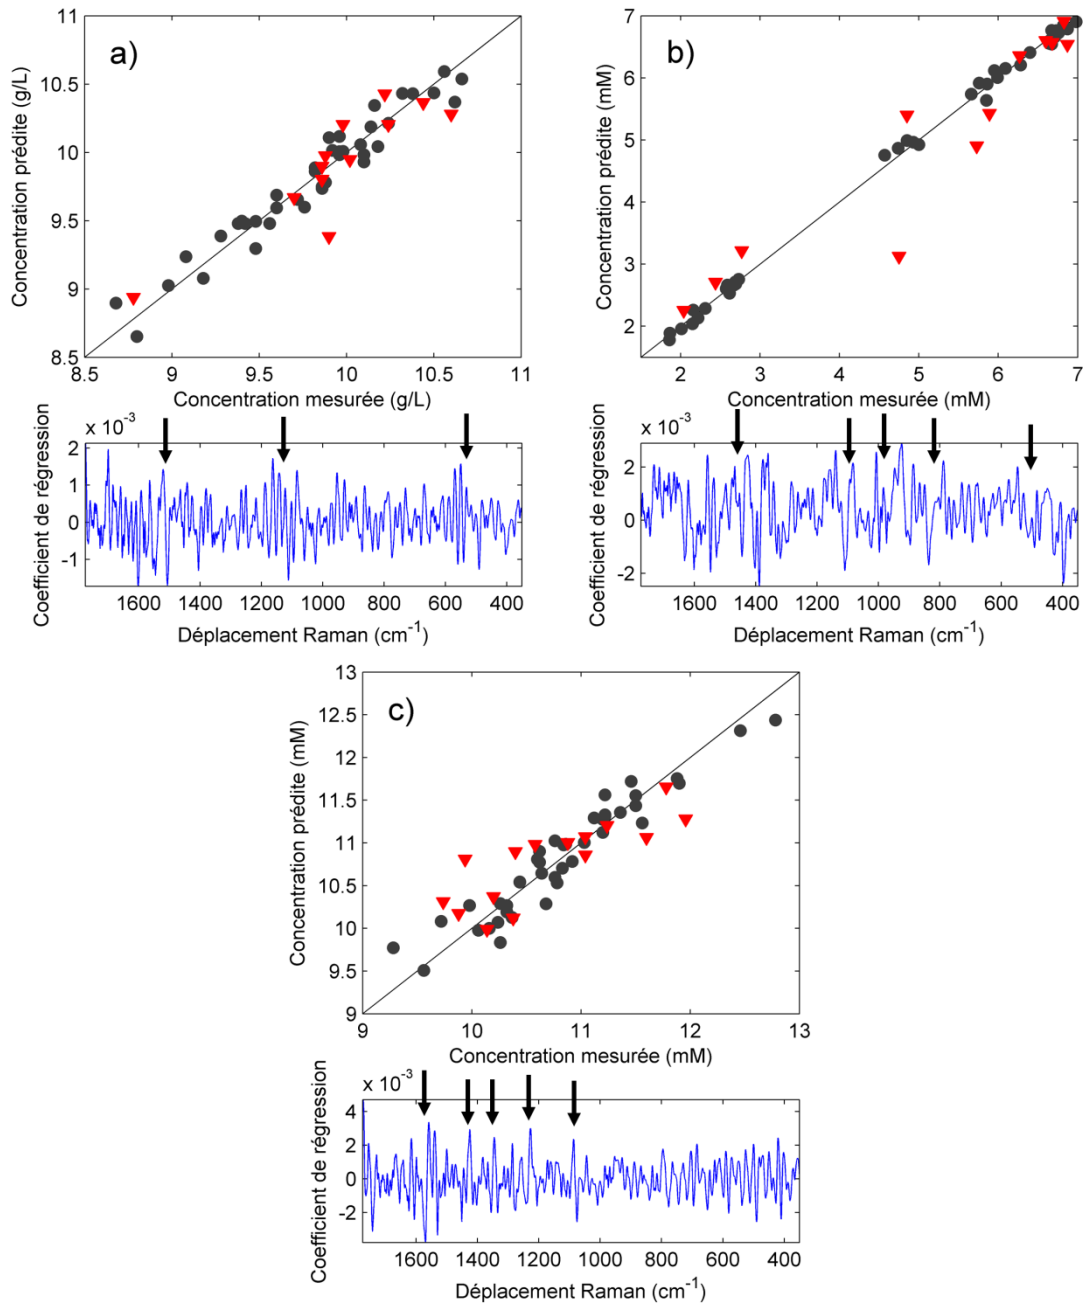 a)
11
10.5
10
9.5
9
8.5
Concentration prédite (g/L)
8.5 9 9.5 10 10.5 11
Concentration mesurée (g/L)
b)
7
6
5
4
3
2
Concentration prédite (mM)
2 3 4 5 6 7
Concentration mesurée (mM)
x 10⁻³
2
1
0
-1
Coefficient de régression
1600 1400 1200 1000 800 600 400
Déplacement Raman (cm⁻¹)
x 10⁻³
2
0
-2
Coefficient de régression
1600 1400 1200 1000 800 600 400
Déplacement Raman (cm⁻¹)
c)
13
12.5
12
11.5
11
10.5
10
9.5
9
Concentration prédite (mM)
9 10 11 12 13
Concentration mesurée (mM)
x 10⁻³
4
2
0
-2
Coefficient de régression
1600 1400 1200 1000 800 600 400
Déplacement Raman (cm⁻¹)